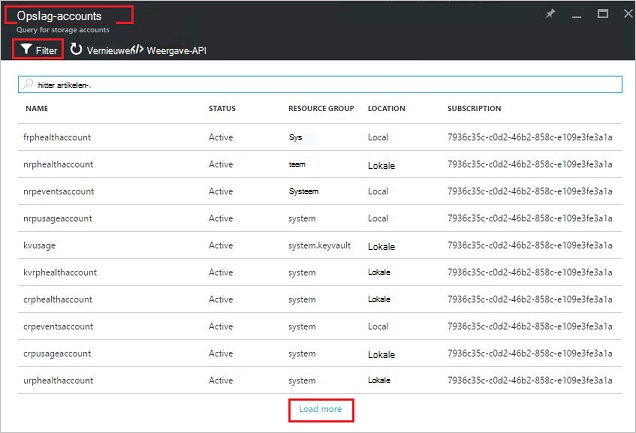 Opslag-accounts
Query for storage accounts
Filter Vernieuwen Weergave-API
hitter artikelen-.
NAME STATUS RESOURCE GROUP LOCATION SUBSCRIPTION
frphealthaccount Active Sys Local 7936c35c-c0d2-46b2-858c-e109e3fe3a1a
nrphealthaccount Active teem Lokale 7936c35c-c0d2-46b2-858c-e109e3fe3a1a
nrpeventsaccount Active Systeem Local 7936c35c-c0d2-46b2-858c-e109e3fe3a1a
nrpusageaccount Active system Local 7936c35c-c0d2-46b2-858c-e109e3fe3a1a
kvusage Active system.keyvault Lokale 7936c35c-c0d2-46b2-858c-e109e3fe3a1a
kvrphealthaccount Active system Lokale 7936c35c-c0d2-46b2-858c-e109e3fe3a1a
crphealthaccount Active system Lokale 7936c35c-c0d2-46b2-858c-e109e3fe3a1a
crpeventsaccount Active system Local 7936c35c-c0d2-46b2-858c-e109e3fe3a1a
crpusageaccount Active system Lokale 7936c35c-c0d2-46b2-858c-e109e3fe3a1a
urphealthaccount Active system Lokale 7936c35c-c0d2-46b2-858c-e109e3fe3a1a
Load more